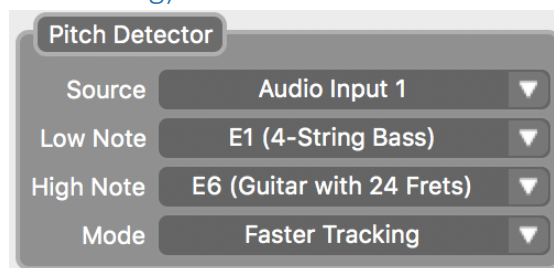 Pitch Detector
Source Audio Input 1
Low Note E1 (4-String Bass)
High Note E6 (Guitar with 24 Frets)
Mode Faster Tracking